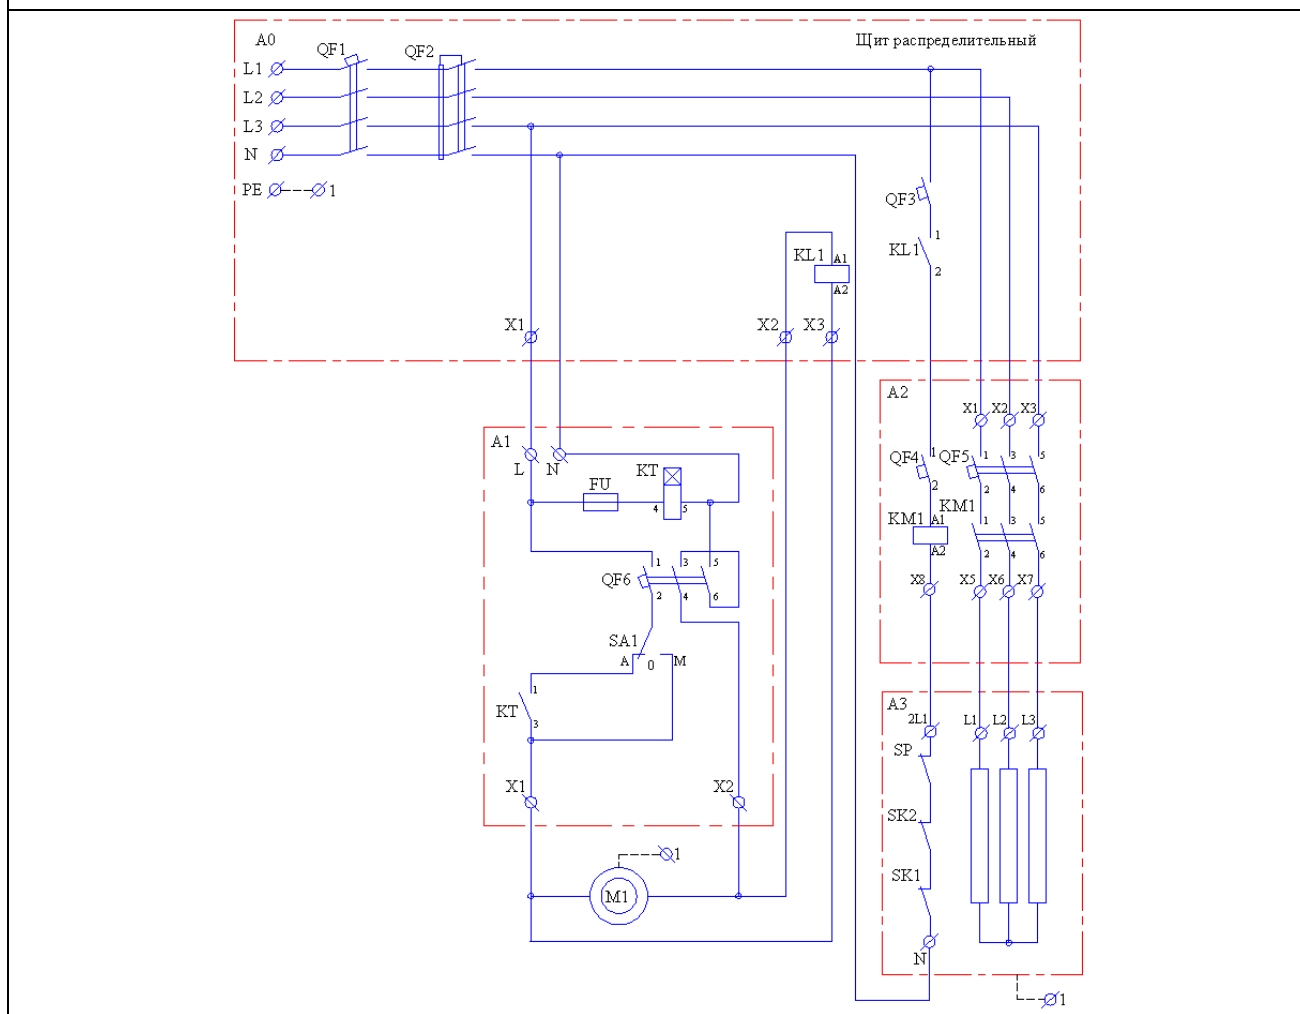 A0
Щит распределительный
QF1
QF2
L1
L2
L3
N
PE
1
QF3
1
KL1
2
KL1
A1
A2
X1
X2
X3
A2
X1
X2
X3
A1
L
N
KT
FU
4
5
QF4
1
2
QF5
1
3
5
2
4
6
KM1
A1
A2
KM1
1
3
5
2
4
6
QF6
1
3
5
2
4
6
X8
X5
X6
X7
SA1
A
0
M
KT
1
3
A3
2L1
L1
L2
L3
SP
X1
X2
SK2
SK1
M1
1
N
1